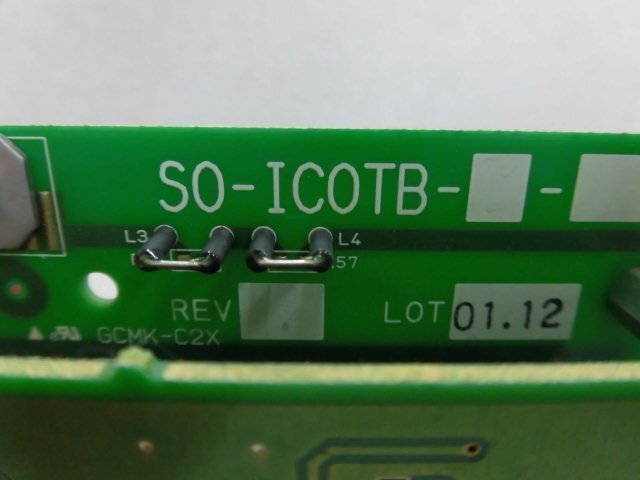 SO-ICOTB- -
L3 L4
57
REV LOT 01.12
GCMK-C2X